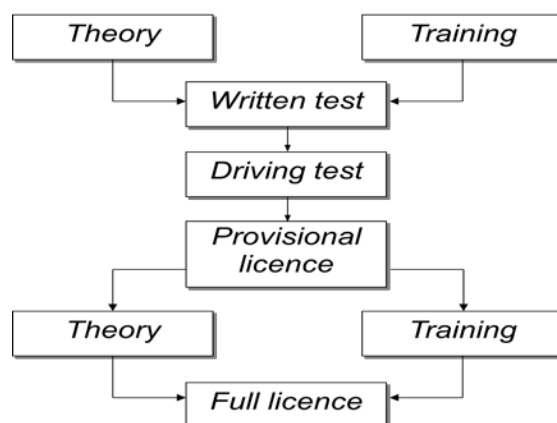 Theory
Training
Written test
Driving test
Provisional
licence
Theory
Training
Full licence